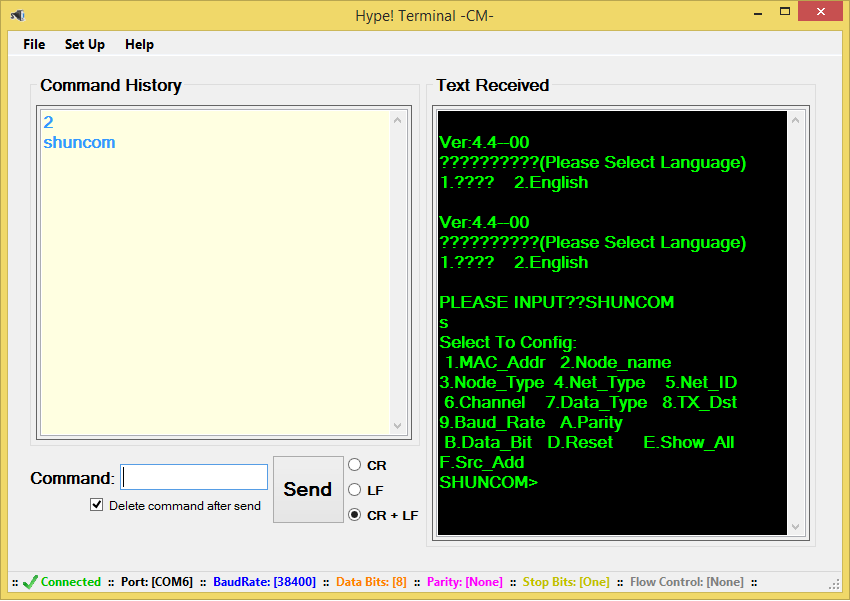 Hype! Terminal -CM-
File Set Up Help
Command History
2
shuncom
Text Received
Ver:4.4--00
??????????(Please Select Language)
1.???? 2.English
Ver:4.4--00
??????????(Please Select Language)
1.???? 2.English
PLEASE INPUT??SHUNCOM
s
Select To Config:
1.MAC_Addr 2.Node_name
3.Node_Type 4.Net_Type 5.Net_ID
6.Channel 7.Data_Type 8.TX_Dst
9.Baud_Rate A.Parity
B.Data_Bit D.Reset E.Show_All
F.Src_Add
SHUNCOM>
Command:
Delete command after send
Send
CR
LF
CR + LF
:: Connected :: Port: [COM6] :: BaudRate: [38400] :: Data Bits: [8] :: Parity: [None] :: Stop Bits: [One] :: Flow Control: [None] ::